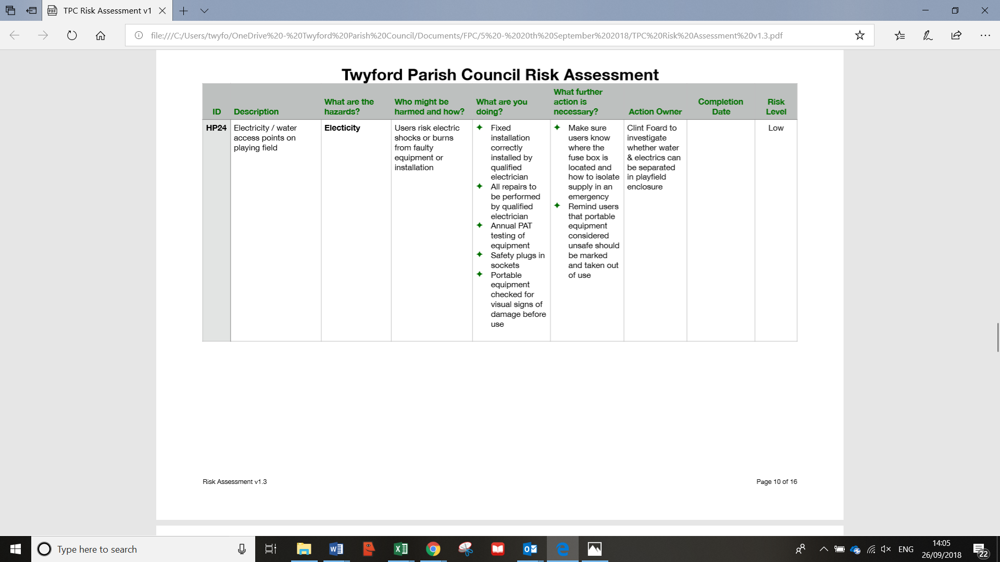 TPC Risk Assessment v1
file:///C:/Users/twyfo/OneDrive%20-%20Twyford%20Parish%20Council/Documents/FPC/5%20-%2020th%20September%202018/TPC%20Risk%20Assessment%20v1.3.pdf
Twyford Parish Council Risk Assessment
ID
Description
What are the
hazards?
Who might be
harmed and how?
What are you
doing?
What further
action is
necessary?
Action Owner
Completion
Date
Risk
Level
HP24
Electricity / water
access points on
playing field
Electicity
Users risk electric
shocks or burns
from faulty
equipment or
installation
Fixed
installation
correctly
installed by
qualified
electrician
All repairs to
be performed
by qualified
electrician
Annual PAT
testing of
equipment
Safety plugs in
sockets
Portable
equipment
checked for
visual signs of
damage before
use
Make sure
users know
where the
fuse box is
located and
how to isolate
supply in an
emergency
Remind users
that portable
equipment
considered
unsafe should
be marked
and taken out
of use
Clint Foard to
investigate
whether water
& electrics can
be separated
in playfield
enclosure
Low
Risk Assessment v1.3
Page 10 of 16
Type here to search
ENG
14:05
26/09/2018
22